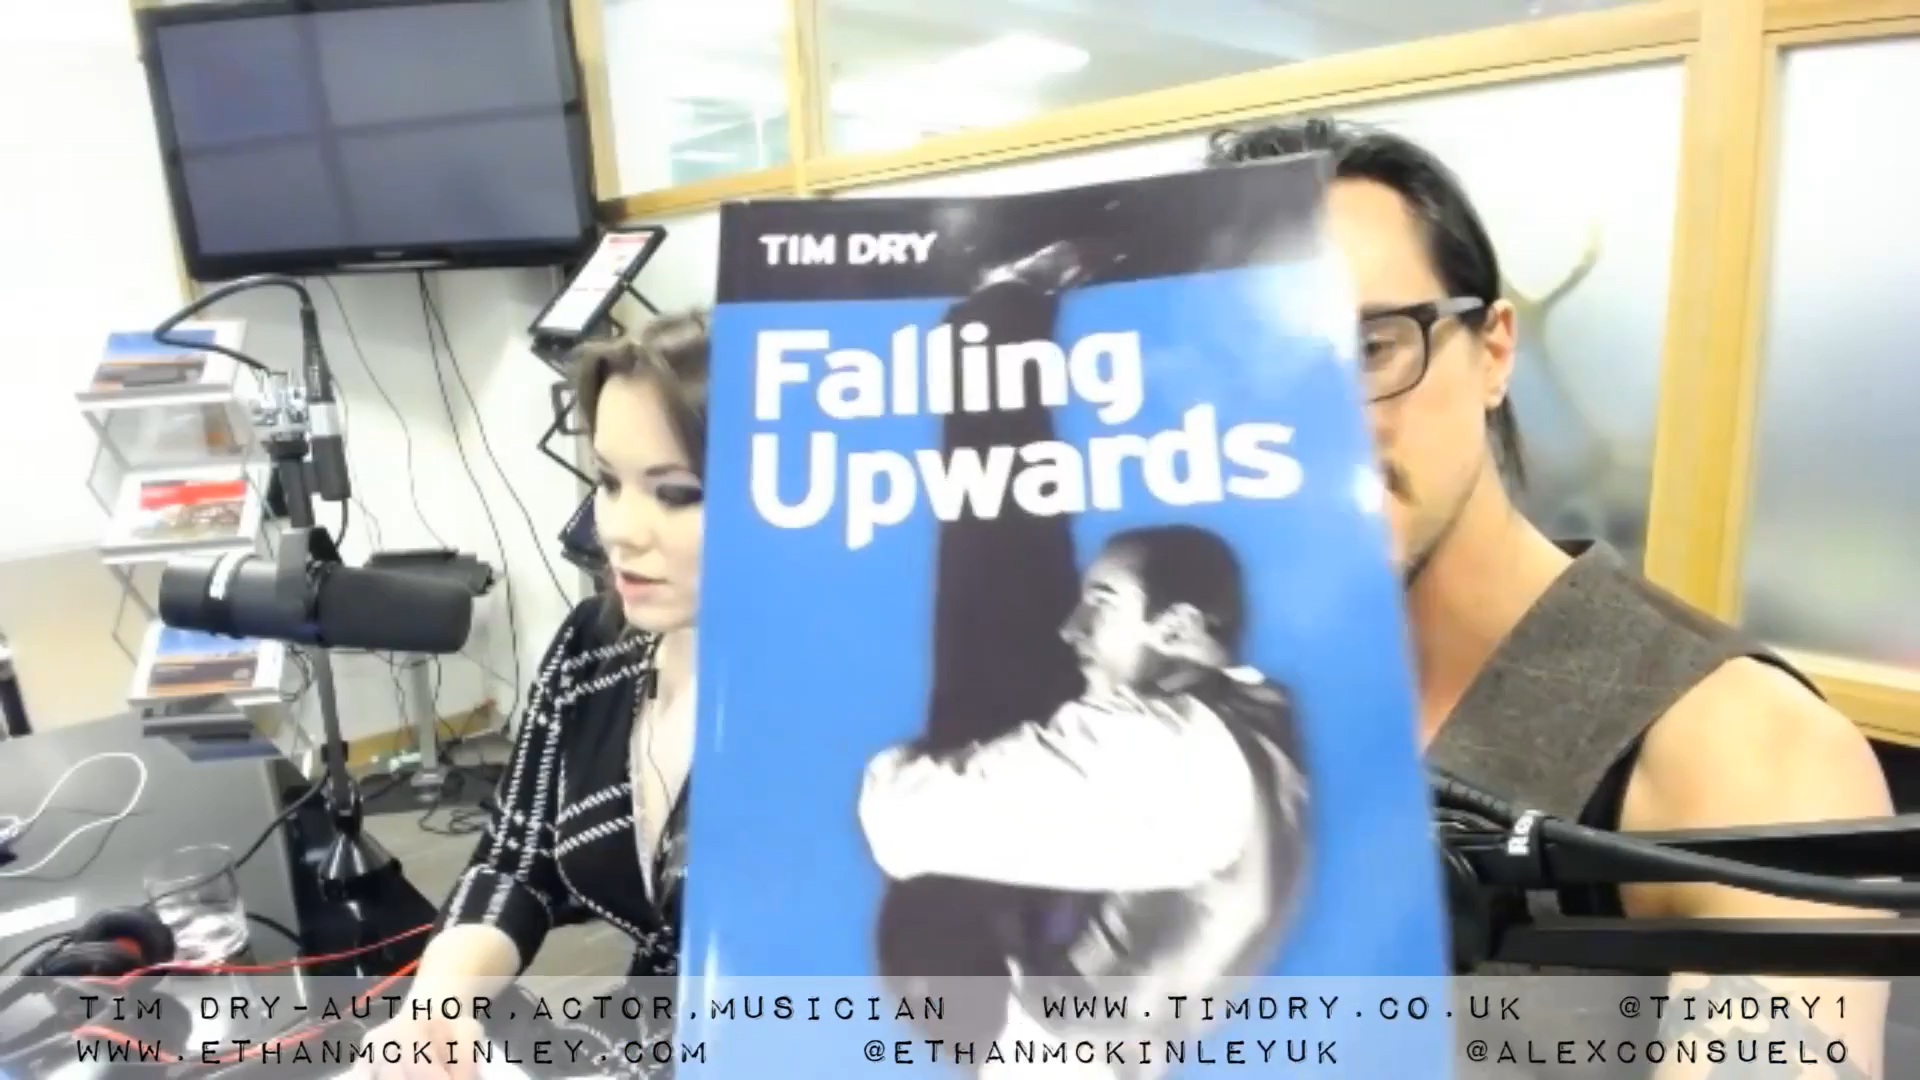 TIM DRY
Falling
Upwards
TIM DRY-AUTHOR,ACTOR,MUSICIAN WWW.TIMDRY.CO.UK @TIMDRY1
WWW.ETHANMCKINLEY.COM @ETHANMCKINLEYUK @ALEXCONSUELO